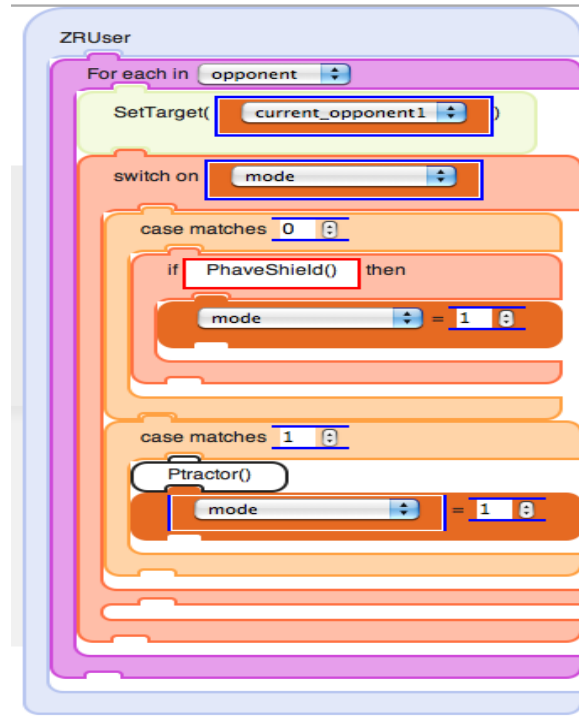 ZRUser
For each in opponent
SetTarget( current_opponent1 )
switch on mode
case matches 0
if PhaveShield() then
mode = 1
case matches 1
Ptractor()
mode = 1